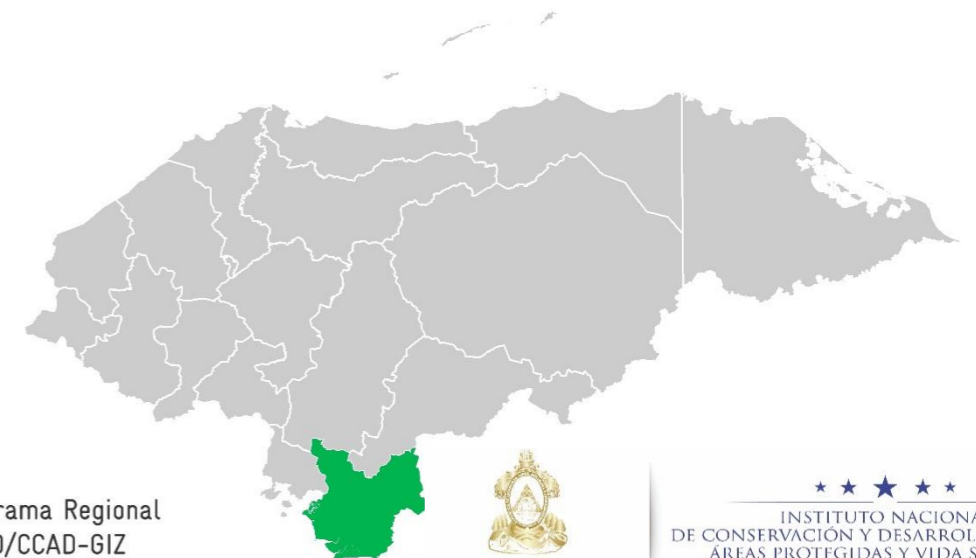 rama Regional
D/CCAD-GIZ
INSTITUTO NACIONA
DE CONSERVACIÓN Y DESARROL
ÁREAS PROTEGIDAS Y VIDA S